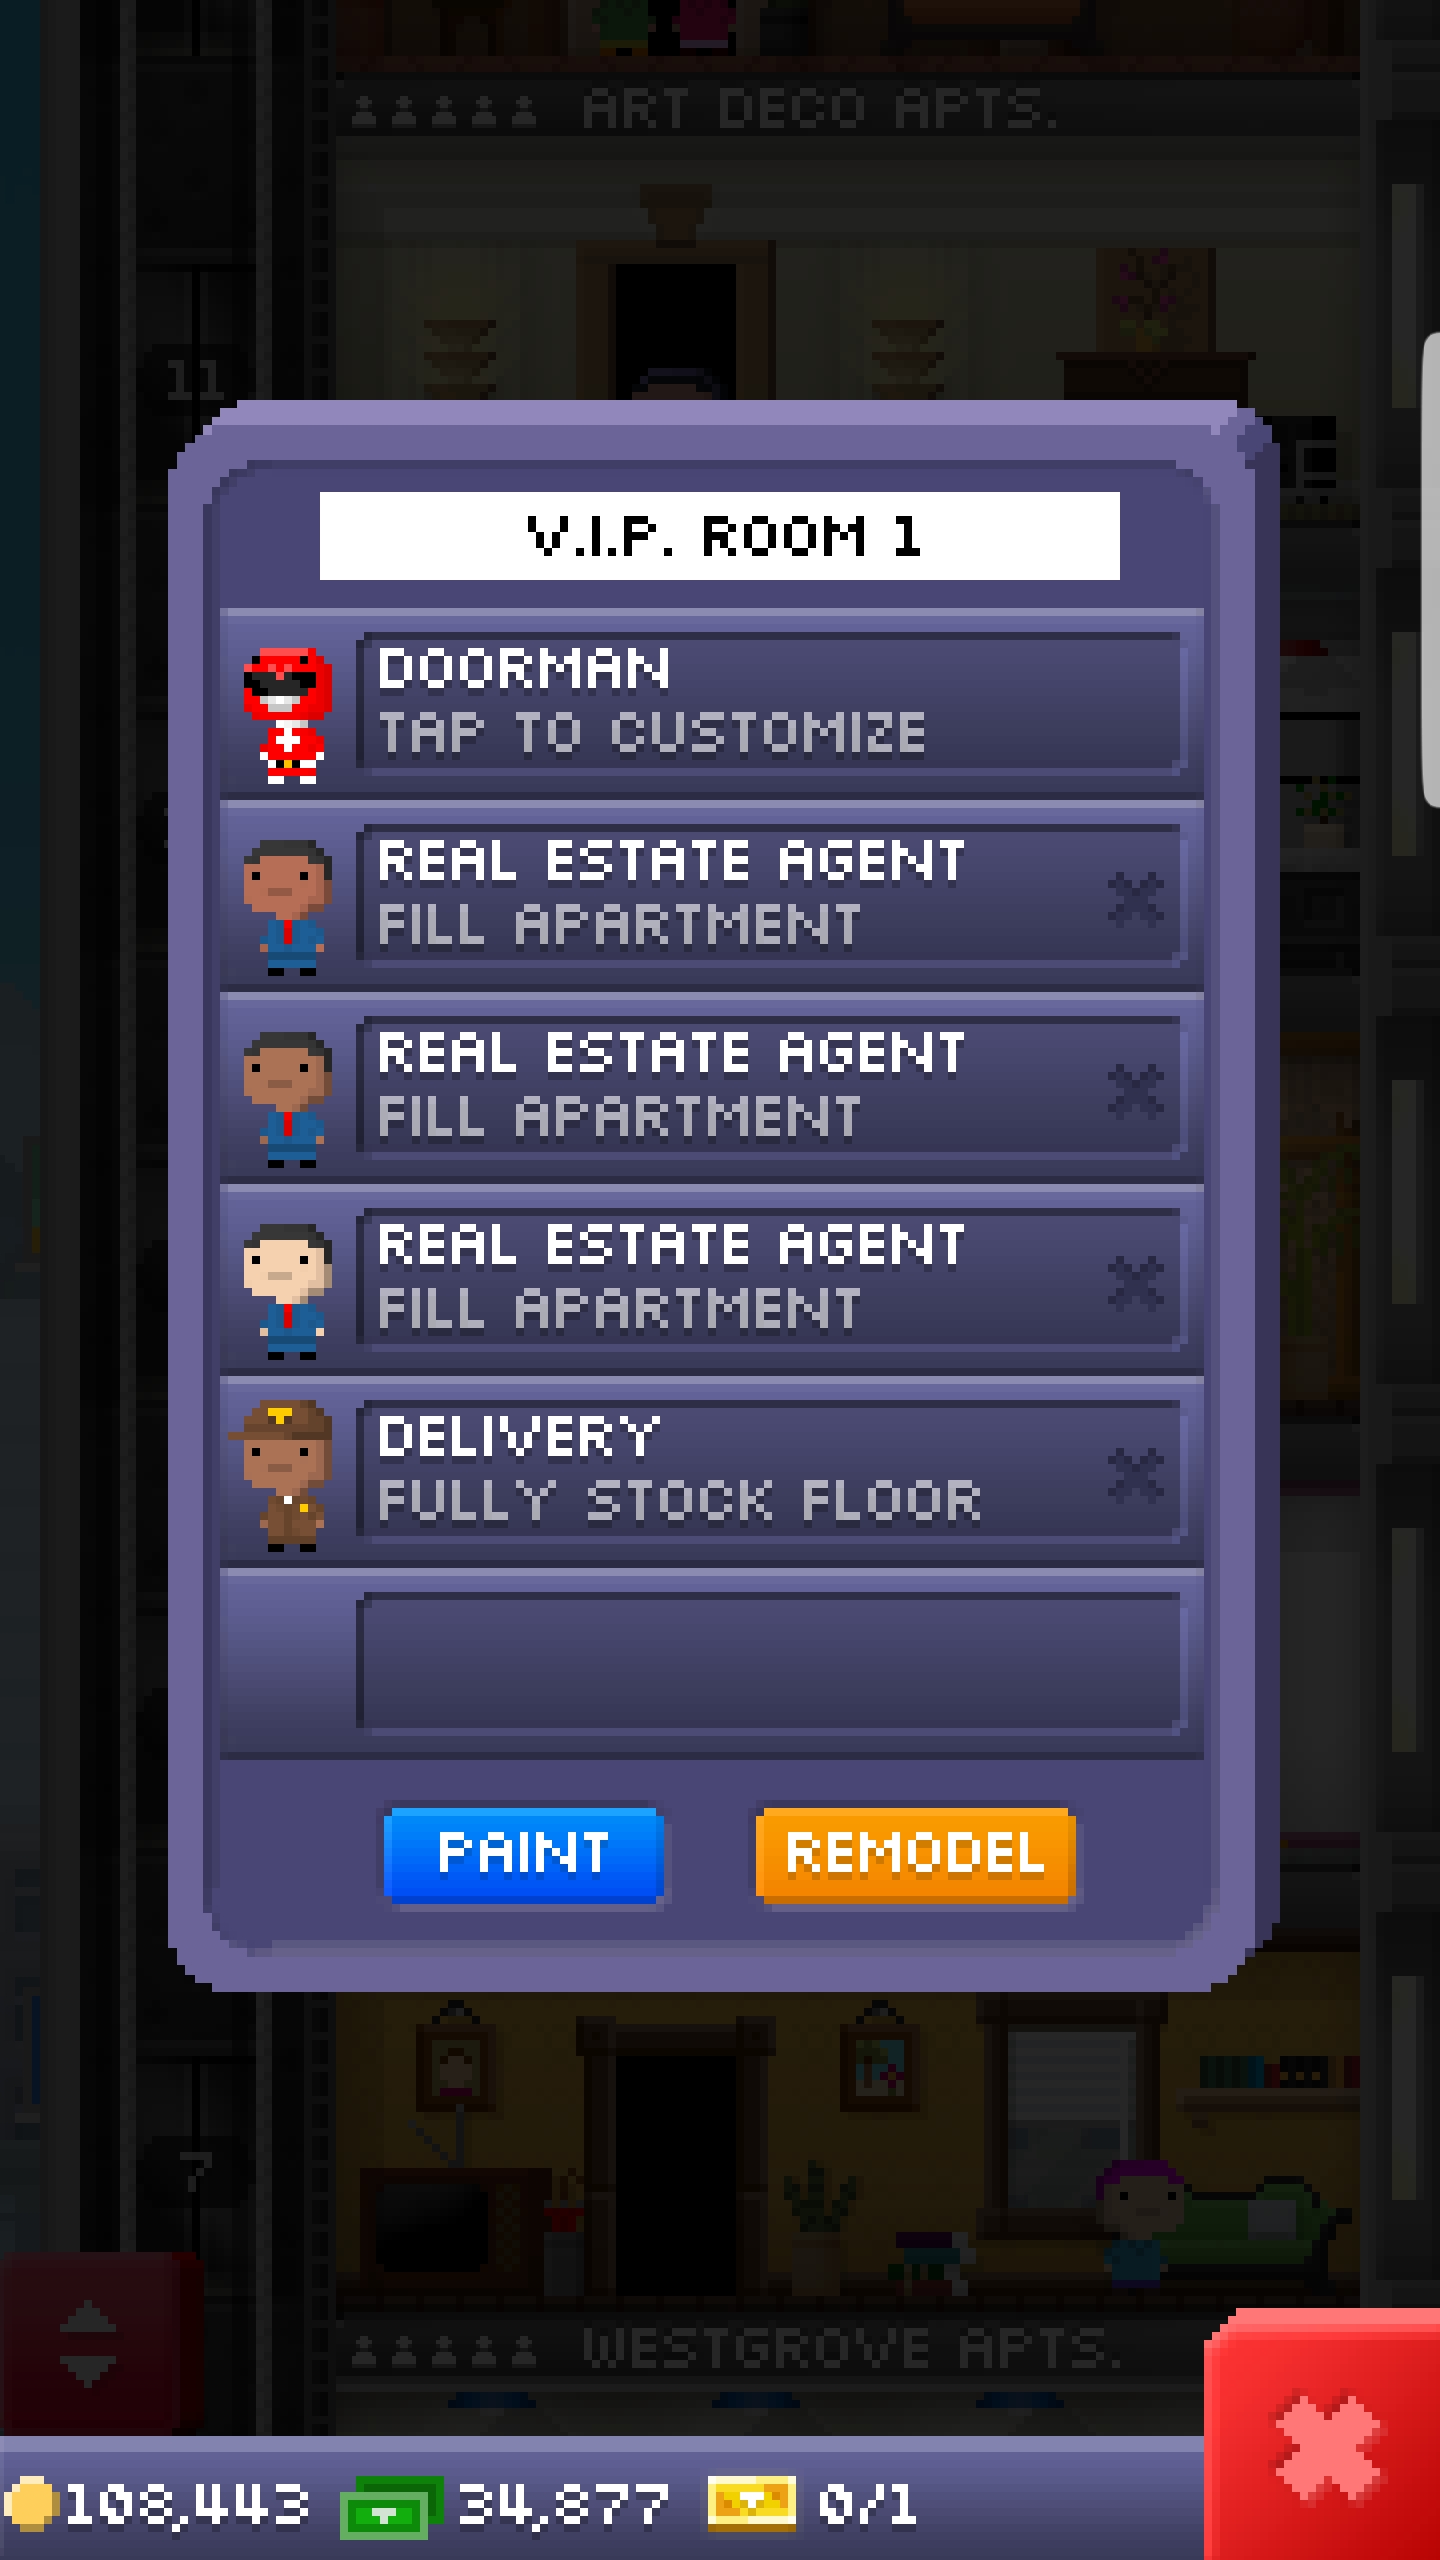 ART DECO APTS.
11
V.I.P. ROOM 1
DOORMAN
TAP TO CUSTOMIZE
REAL ESTATE AGENT
FILL APARTMENT
REAL ESTATE AGENT
FILL APARTMENT
REAL ESTATE AGENT
FILL APARTMENT
DELIVERY
FULLY STOCK FLOOR
PAINT REMODEL
7
WESTGROVE APTS.
108,443 34,877 0/1